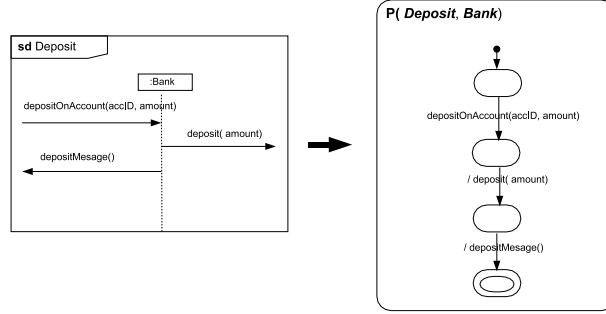 sd Deposit
:Bank
depositOnAccount(accID, amount)
deposit( amount)
depositMesage()
P( Deposit, Bank)
depositOnAccount(accID, amount)
/ deposit( amount)
/ depositMesage()